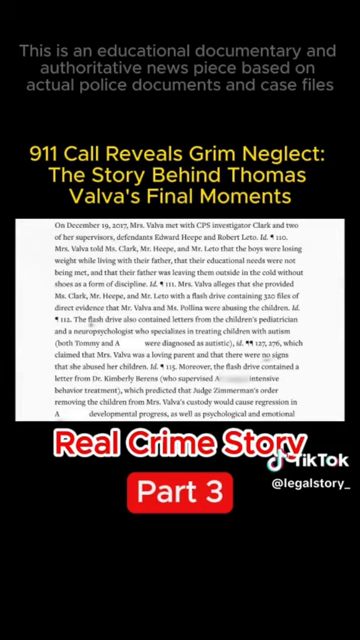 This is an educational documentary and
authoritative news piece based on
actual police documents and case files
911 Call Reveals Grim Neglect:
The Story Behind Thomas
Valva's Final Moments
On December 19, 2017, Mrs. Valva met with CPS investigator Clark and two
of her supervisors, defendants Edward Heepe and Robert Leto. Id. ¶ 110.
Mrs. Valva told Ms. Clark, Mr. Heepe, and Mr. Leto that the boys were losing
weight while living with their father, that their educational needs were not
being met, and that their father was leaving them outside in the cold without
shoes as a form of discipline. Id. ¶ 111. Mrs. Valva alleges that she provided
Ms. Clark, Mr. Heepe, and Mr. Leto with a flash drive containing 320 files of
direct evidence that Mr. Valva and Ms. Pollina were abusing the children. Id.
¶ 112. The flash drive also contained letters from the children's pediatrician
and a neuropsychologist who specializes in treating children with autism
(both Tommy and A were diagnosed as autistic), id. ¶¶ 127, 276, which
claimed that Mrs. Valva was a loving parent and that there were no signs
that she abused her children. Id. ¶ 115. Moreover, the flash drive contained a
letter from Dr. Kimberly Berens (who supervised A intensive
behavior treatment), which predicted that Judge Zimmerman's order
removing the children from Mrs. Valva's custody would cause regression in
A developmental progress, as well as psychological and emotional
Real Crime Story
TikTok
Part 3
@legalstory_